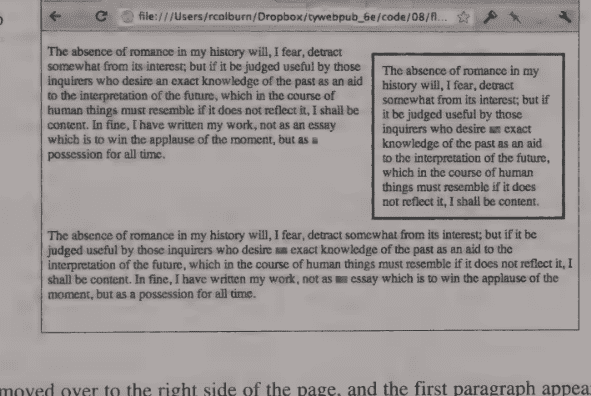 file:///Users/rcolburn/Dropbox/tywebpub_6e/code/08/fl...
The absence of romance in my history will, I fear, detract
somewhat from its interest; but if it be judged useful by those
inquirers who desire an exact knowledge of the past as an aid
to the interpretation of the future, which in the course of
human things must resemble if it does not reflect it, I shall be
content. In fine, I have written my work, not as an essay
which is to win the applause of the moment, but as a
possession for all time.
The absence of romance in my
history will, I fear, detract
somewhat from its interest; but if
it be judged useful by those
inquirers who desire an exact
knowledge of the past as an aid
to the interpretation of the future,
which in the course of human
things must resemble if it does
not reflect it, I shall be content.
The absence of romance in my history will, I fear, detract somewhat from its interest; but if it be
judged useful by those inquirers who desire an exact knowledge of the past as an aid to the
interpretation of the future, which in the course of human things must resemble if it does not reflect it, I
shall be content. In fine, I have written my work, not as an essay which is to win the applause of the
moment, but as a possession for all time.
moved over to the right side of the page, and the first paragraph appear